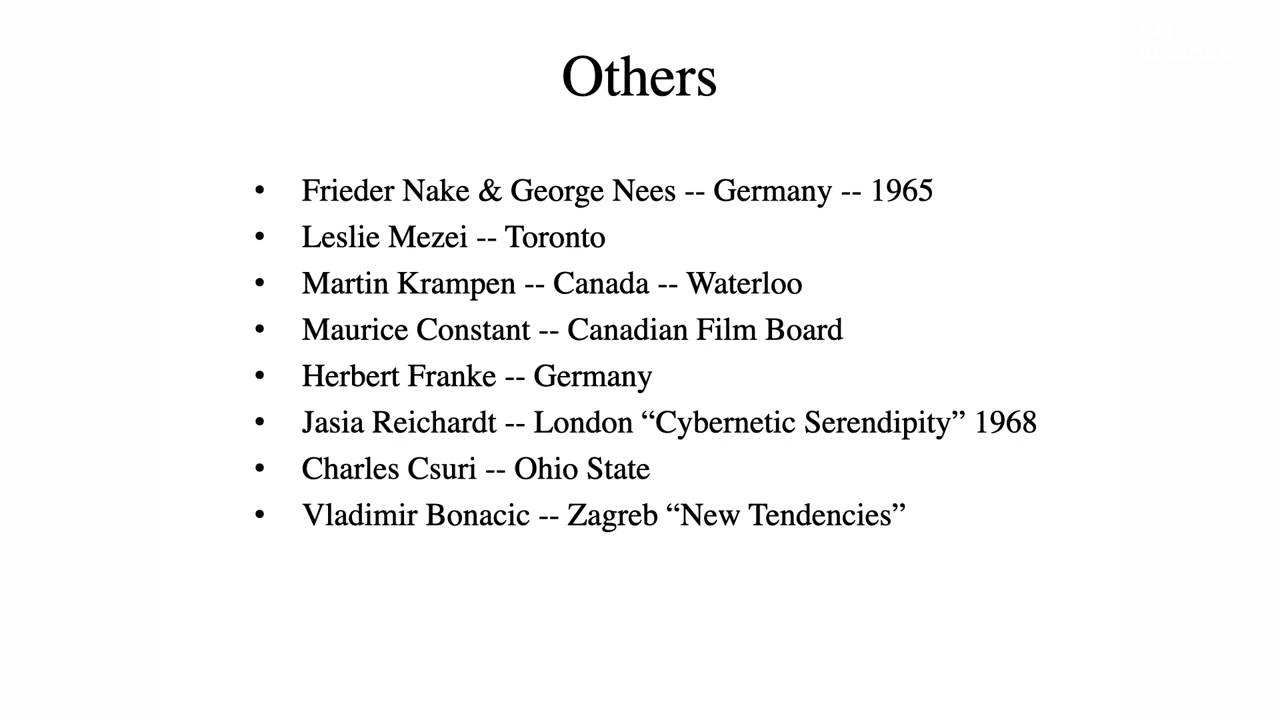 Others
• Frieder Nake & George Nees -- Germany -- 1965
• Leslie Mezei -- Toronto
• Martin Krampen -- Canada -- Waterloo
• Maurice Constant -- Canadian Film Board
• Herbert Franke -- Germany
• Jasia Reichardt -- London “Cybernetic Serendipity” 1968
• Charles Csuri -- Ohio State
• Vladimir Bonacic -- Zagreb “New Tendencies”